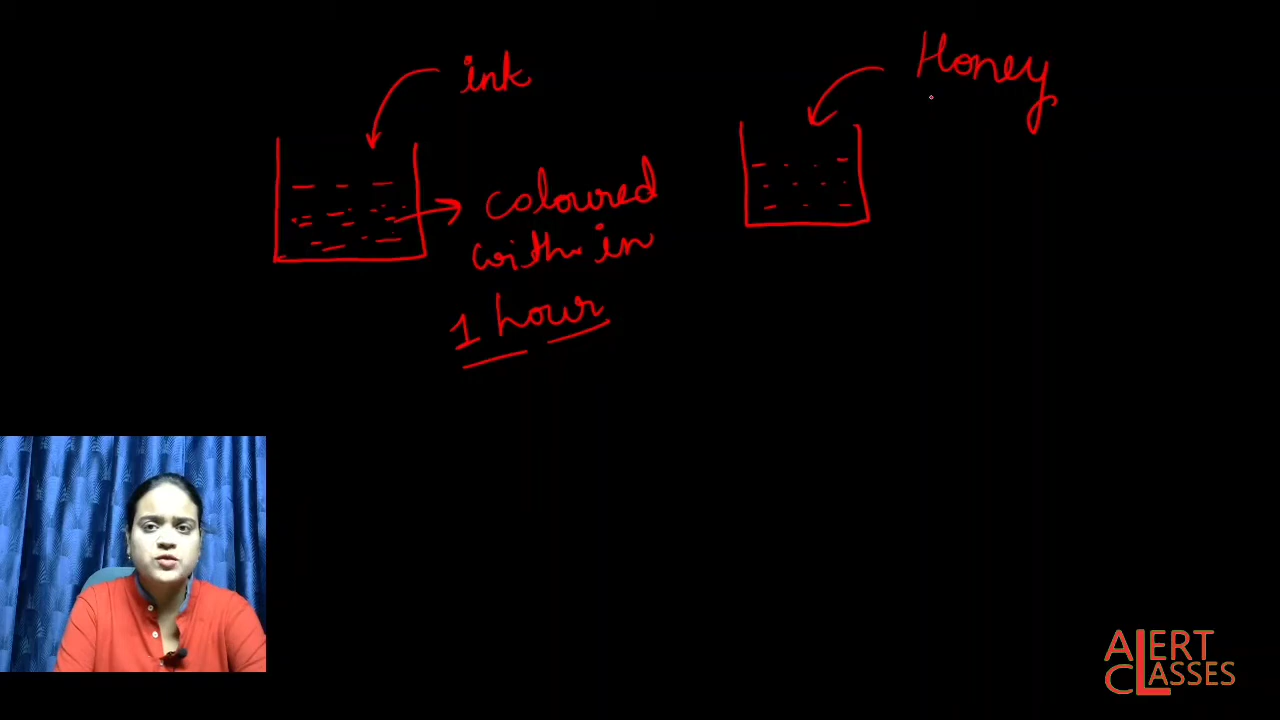 ink
Honey
coloured
with in
1 hour
ALERT
CLASSES